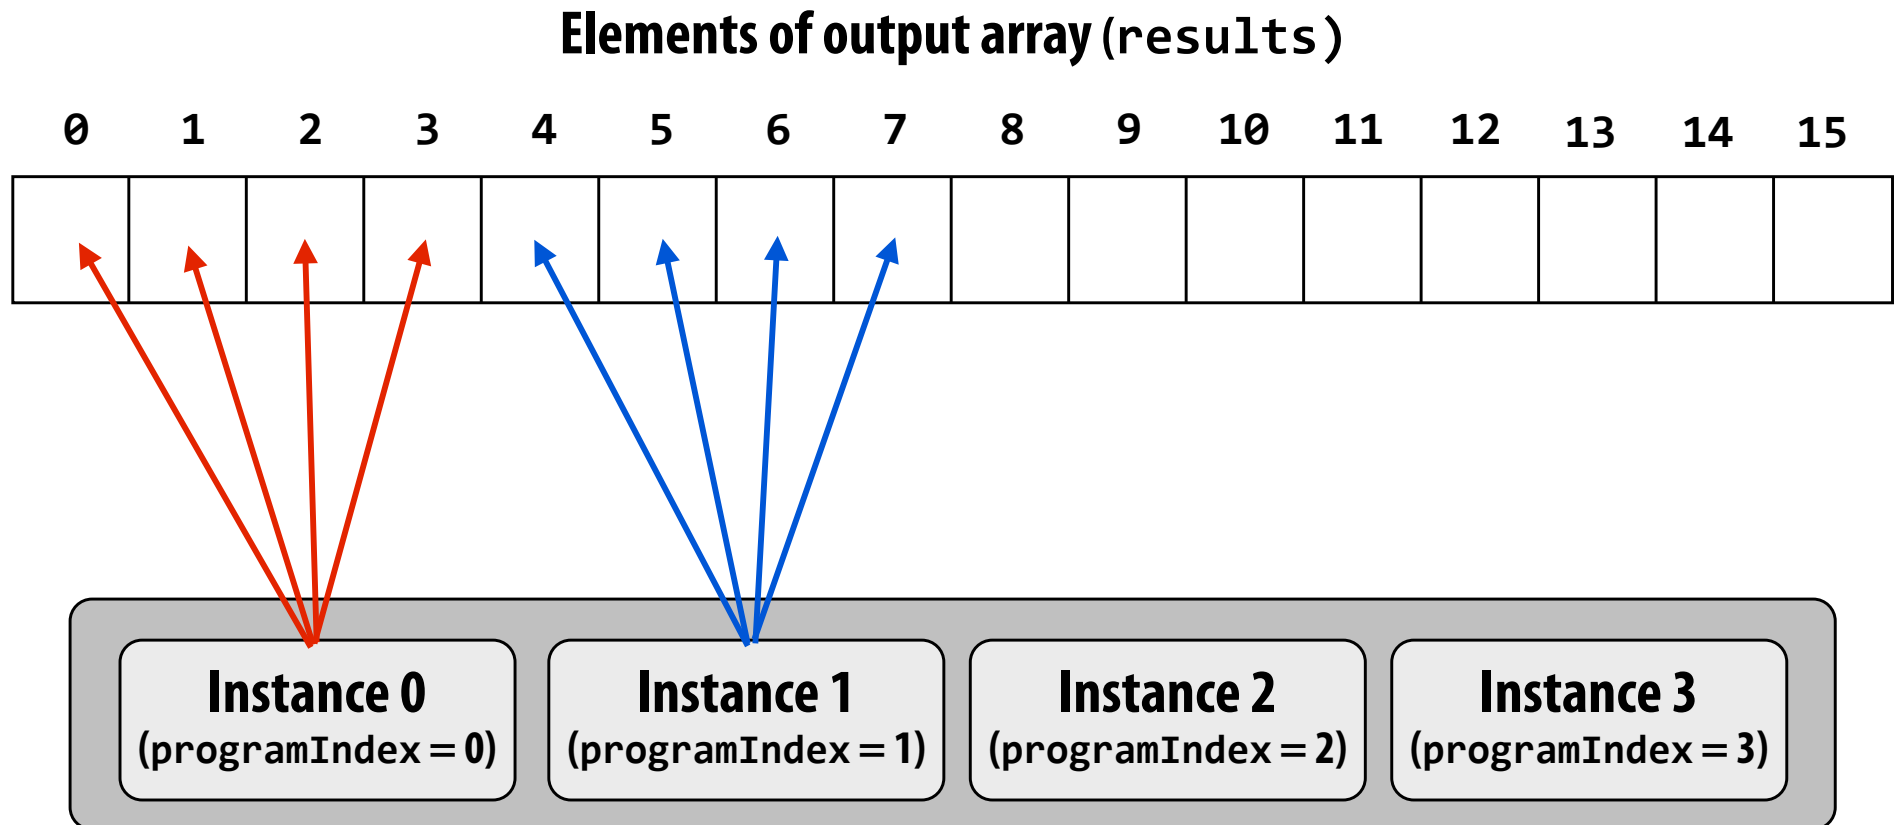 Elements of output array (results)
0 1 2 3 4 5 6 7 8 9 10 11 12 13 14 15
Instance 0 Instance 1 Instance 2 Instance 3
(programIndex = 0) (programIndex = 1) (programIndex = 2) (programIndex = 3)